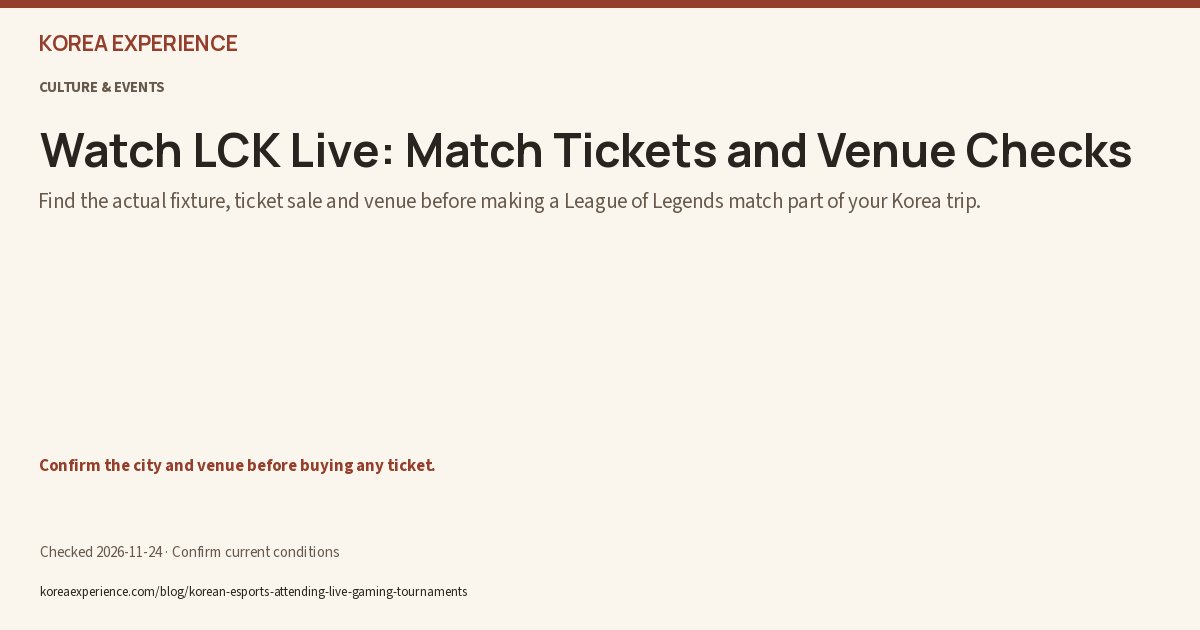 KOREA EXPERIENCE
CULTURE & EVENTS
Watch LCK Live: Match Tickets and Venue Checks
Find the actual fixture, ticket sale and venue before making a League of Legends match part of your Korea trip.
Confirm the city and venue before buying any ticket.
Checked 2026-11-24 · Confirm current conditions
koreaexperience.com/blog/korean-esports-attending-live-gaming-tournaments